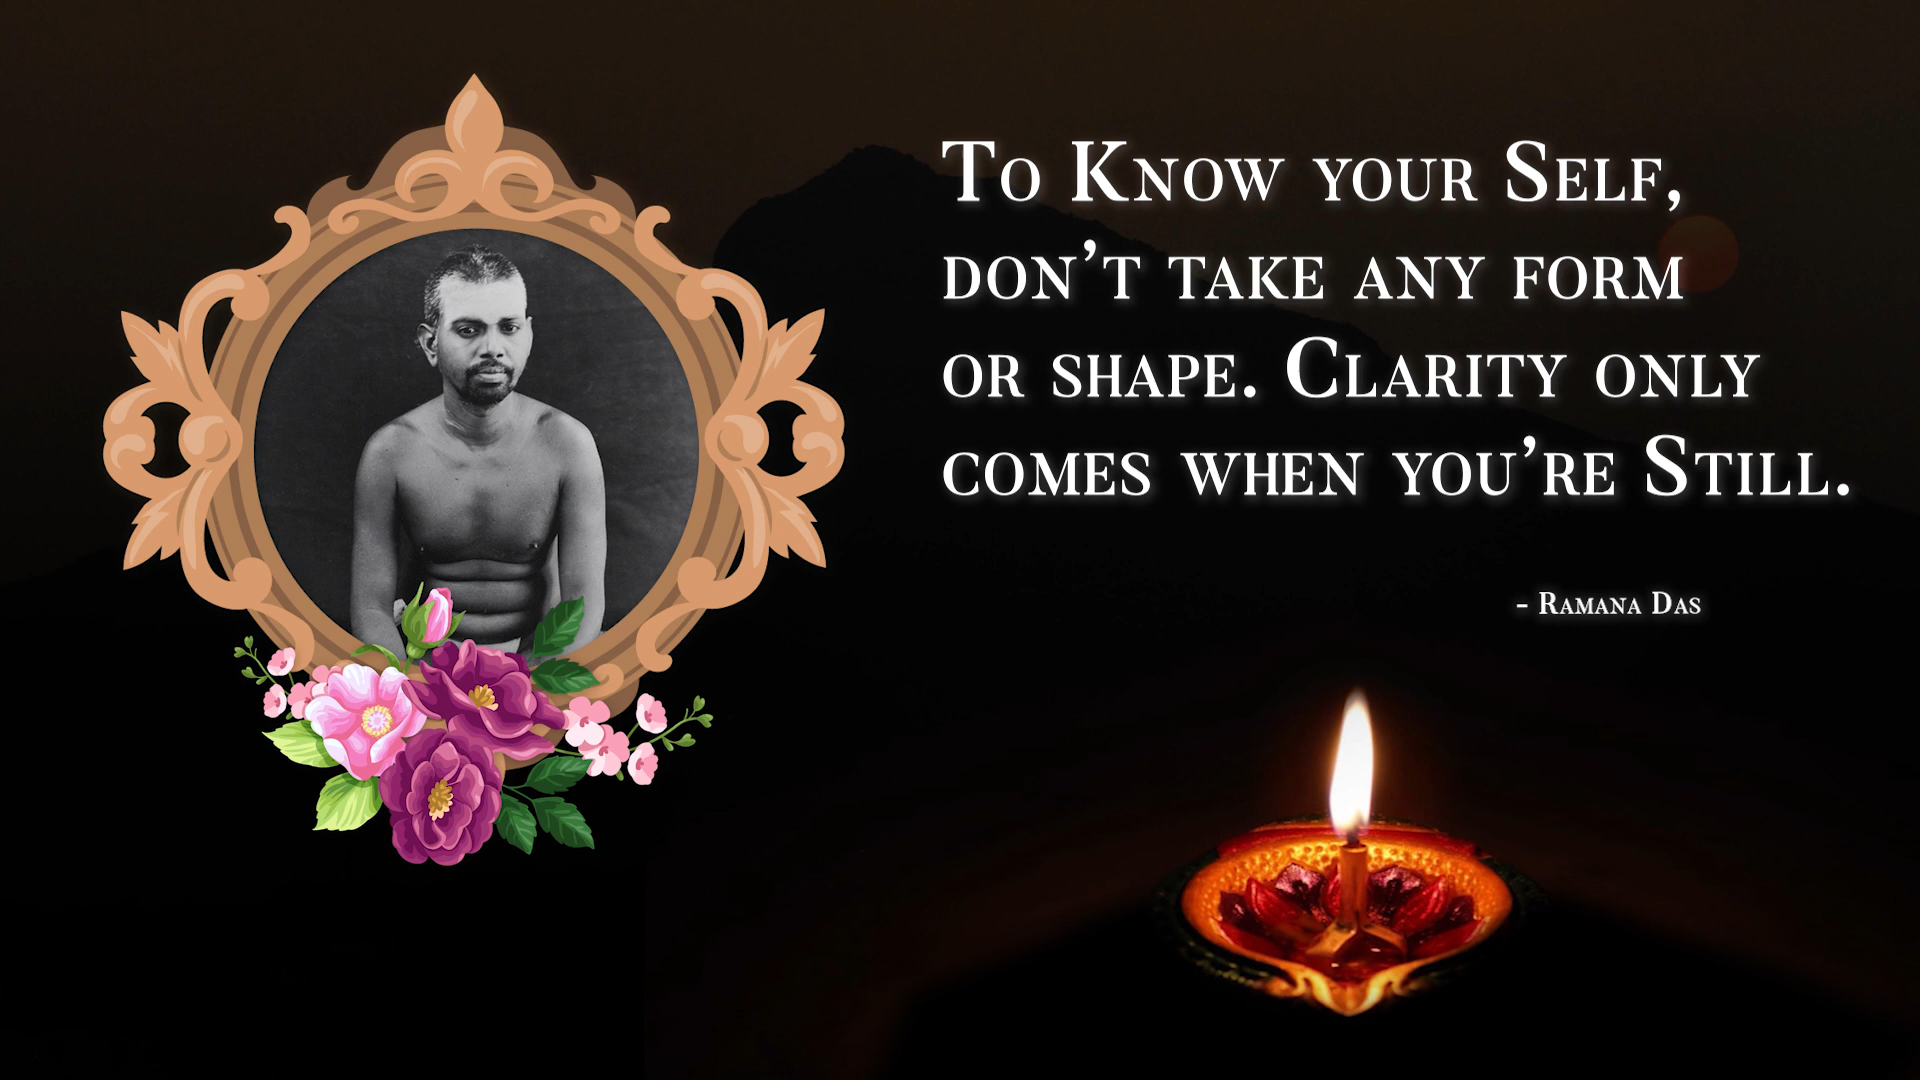 To Know your Self,
don't take any form
or shape. Clarity only
comes when you're Still.
- Ramana Das